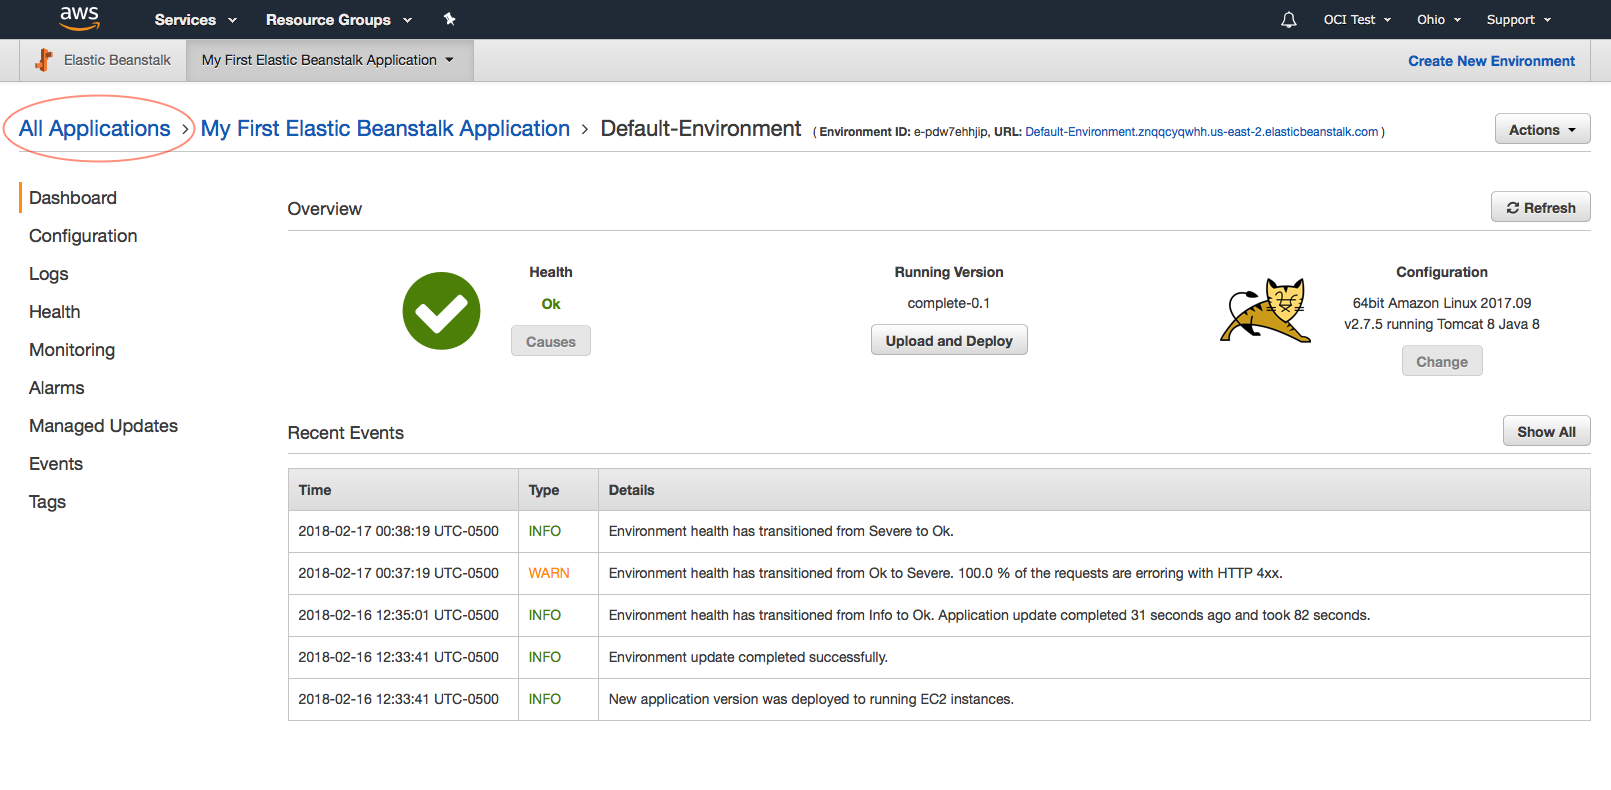 aws Services Resource Groups OCI Test Ohio Support
Elastic Beanstalk My First Elastic Beanstalk Application Create New Environment
All Applications › My First Elastic Beanstalk Application › Default-Environment ( Environment ID: e-pdw7ehhjip, URL: Default-Environment.znqqcyqwhh.us-east-2.elasticbeanstalk.com ) Actions
Dashboard
Configuration
Logs
Health
Monitoring
Alarms
Managed Updates
Events
Tags
Overview Refresh
Health
Ok
Causes
Running Version
complete-0.1
Upload and Deploy
Configuration
64bit Amazon Linux 2017.09
v2.7.5 running Tomcat 8 Java 8
Change
Recent Events Show All
Time Type Details
2018-02-17 00:38:19 UTC-0500 INFO Environment health has transitioned from Severe to Ok.
2018-02-17 00:37:19 UTC-0500 WARN Environment health has transitioned from Ok to Severe. 100.0 % of the requests are erroring with HTTP 4xx.
2018-02-16 12:35:01 UTC-0500 INFO Environment health has transitioned from Info to Ok. Application update completed 31 seconds ago and took 82 seconds.
2018-02-16 12:33:41 UTC-0500 INFO Environment update completed successfully.
2018-02-16 12:33:41 UTC-0500 INFO New application version was deployed to running EC2 instances.